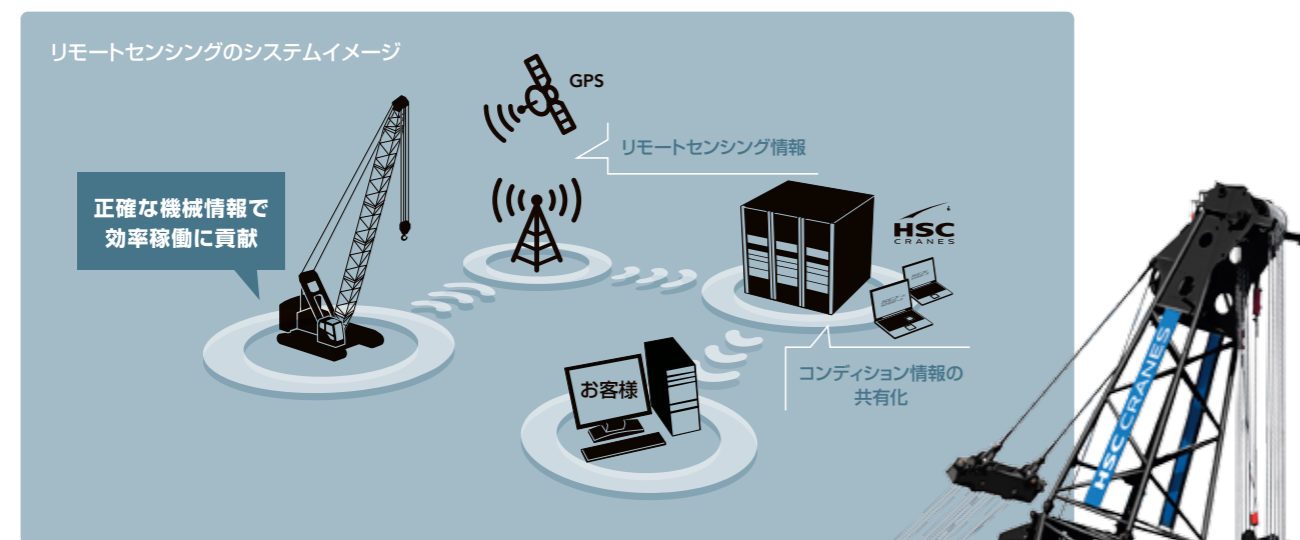 リモートセンシングのシステムイメージ
GPS
リモートセンシング情報
正確な機械情報で
効率稼働に貢献
HSC
CRANES
コンディション情報の
共有化
お客様
HSC CRANES